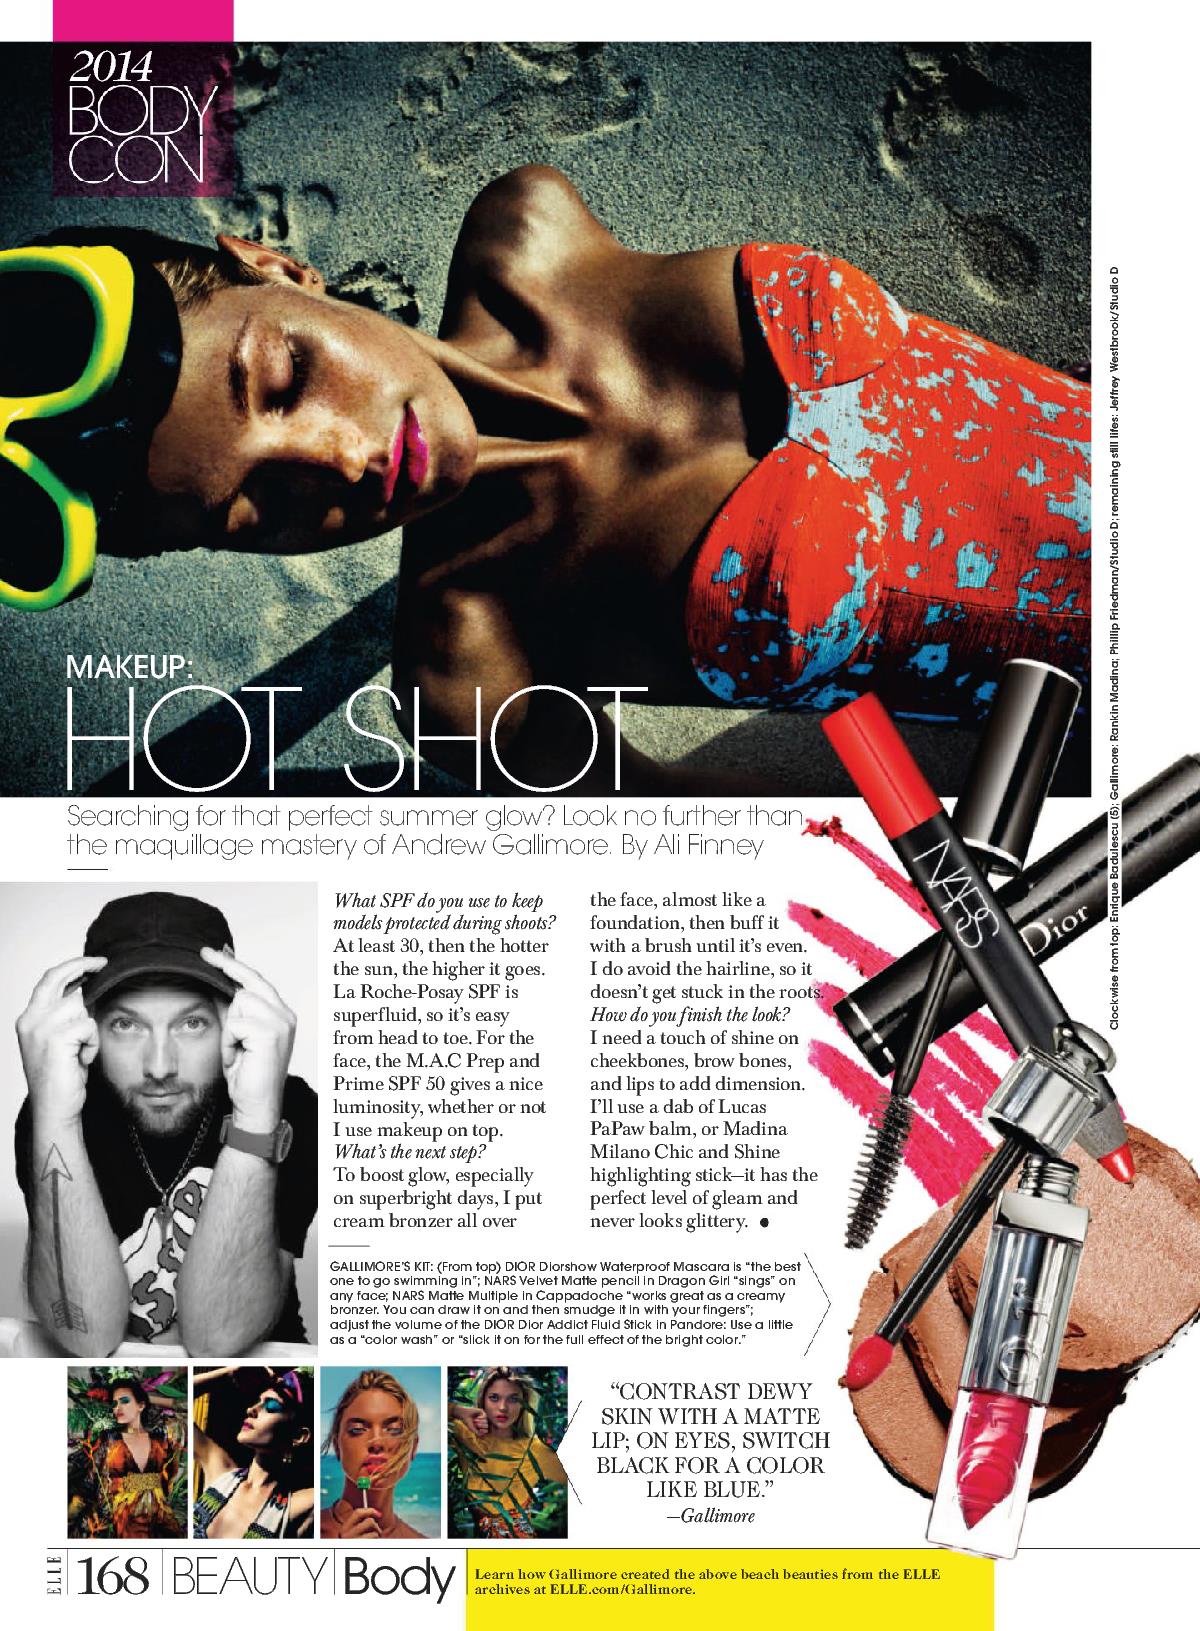 2014
BODY
CON
MAKEUP:
HOT SHOT
Searching for that perfect summer glow? Look no further than
the maquillage mastery of Andrew Gallimore. By Ali Finney
What SPF do you use to keep
models protected during shoots?
At least 30, then the hotter
the sun, the higher it goes.
La Roche-Posay SPF is
superfluid, so it's easy
from head to toe. For the
face, the M.A.C Prep and
Prime SPF 50 gives a nice
luminosity, whether or not
I use makeup on top.
What's the next step?
To boost glow, especially
on superbright days, I put
cream bronzer all over
the face, almost like a
foundation, then buff it
with a brush until it's even.
I do avoid the hairline, so it
doesn't get stuck in the roots.
How do you finish the look?
I need a touch of shine on
cheekbones, brow bones,
and lips to add dimension.
I'll use a dab of Lucas
PaPaw balm, or Madina
Milano Chic and Shine
highlighting stick—it has the
perfect level of gleam and
never looks glittery. ●
GALLIMORE'S KIT: (From top) DIOR Diorshow Waterproof Mascara is "the best
one to go swimming in"; NARS Velvet Matte pencil in Dragon Girl "sings" on
any face; NARS Matte Multiple in Cappadoche "works great as a creamy
bronzer. You can draw it on and then smudge it in with your fingers";
adjust the volume of the DIOR Dior Addict Fluid Stick in Pandore: Use a little
as a "color wash" or "slick it on for the full effect of the bright color."
"CONTRAST DEWY
SKIN WITH A MATTE
LIP; ON EYES, SWITCH
BLACK FOR A COLOR
LIKE BLUE."
—Gallimore
NARS
Dior
Clockwise from top: Enrique Badulescu (5); Gallimore: Rankin Madina; Phillip Friedman/Studio D; remaining still lifes: Jeffrey Westbrook/Studio D
ELLE
168
BEAUTY
Body
Learn how Gallimore created the above beach beauties from the ELLE
archives at ELLE.com/Gallimore.